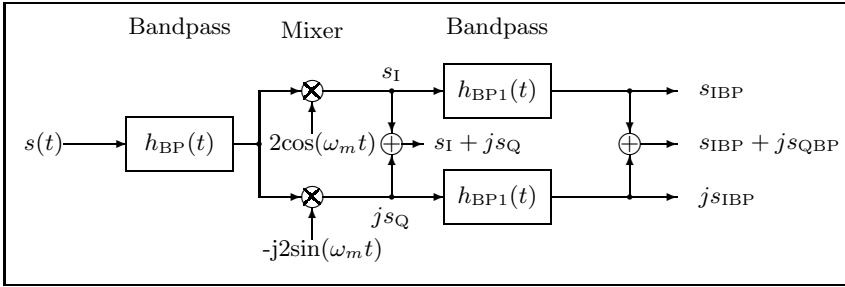 Bandpass Mixer Bandpass
s_I
h_BP1(t)
s_IBP
s(t)
h_BP(t)
2cos(ω_m t)
s_I + js_Q
s_IBP + js_QBP
h_BP1(t)
js_IBP
js_Q
-j2sin(ω_m t)